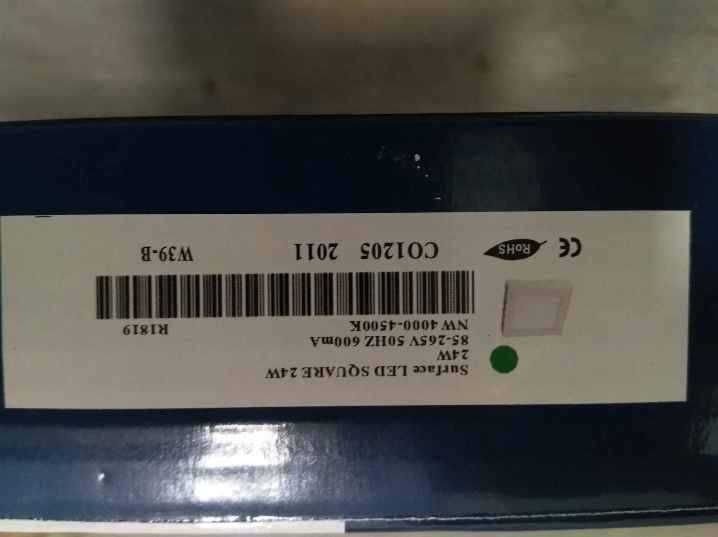 Surface LED SQUARE 24W
24W
85-265V 50HZ 600mA
NW 4000-4500K
R1819
CE RoHS CO1205 2011 W39-B